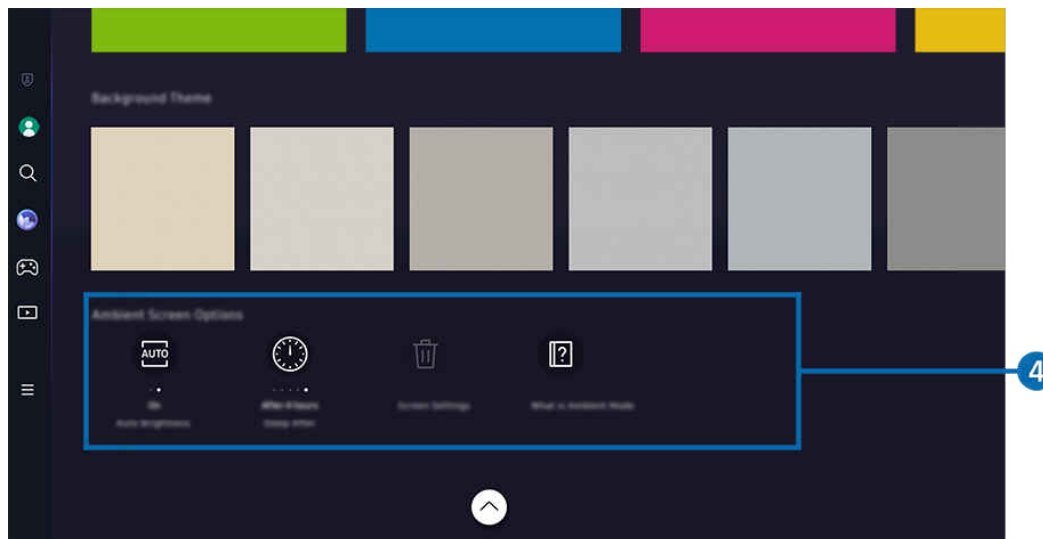 Background Theme
Ambient Screen Options
AUTO
?
On
After 8 hours
Screen Settings
What is Ambient Mode
Auto Brightness
Sleep After
4